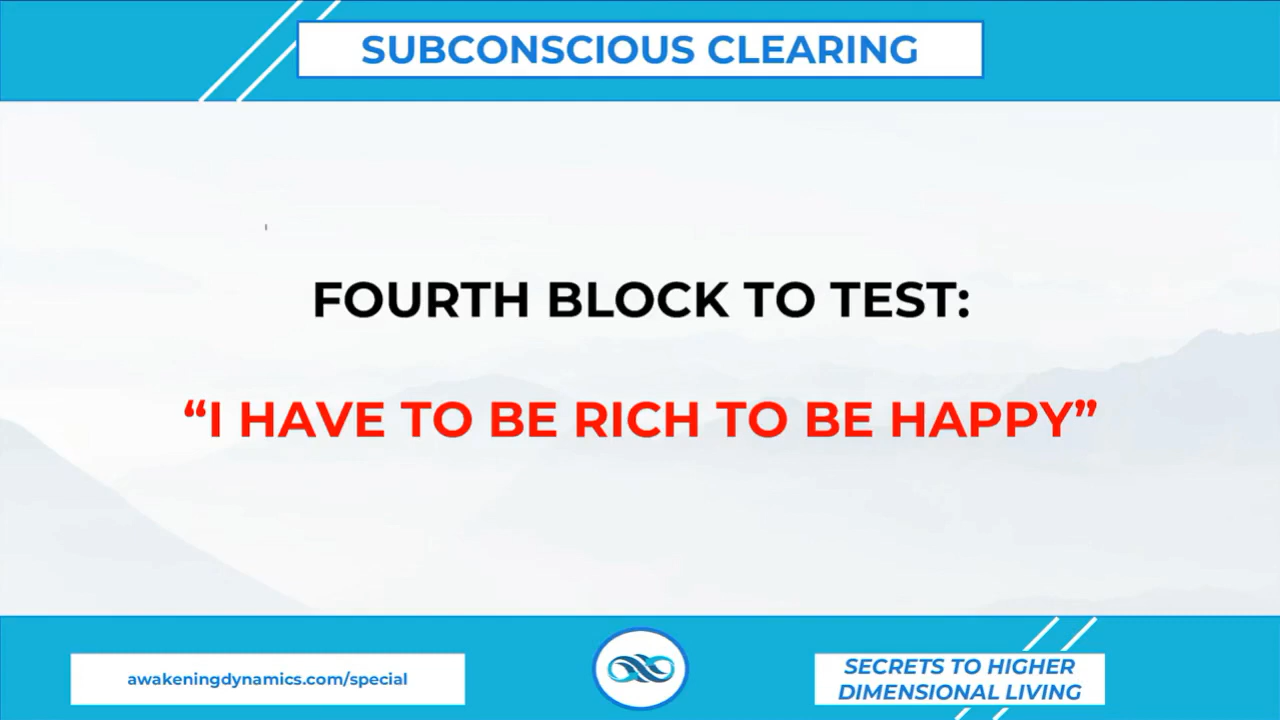 SUBCONSCIOUS CLEARING
FOURTH BLOCK TO TEST:
“I HAVE TO BE RICH TO BE HAPPY”
awakeningdynamics.com/special
SECRETS TO HIGHER
DIMENSIONAL LIVING